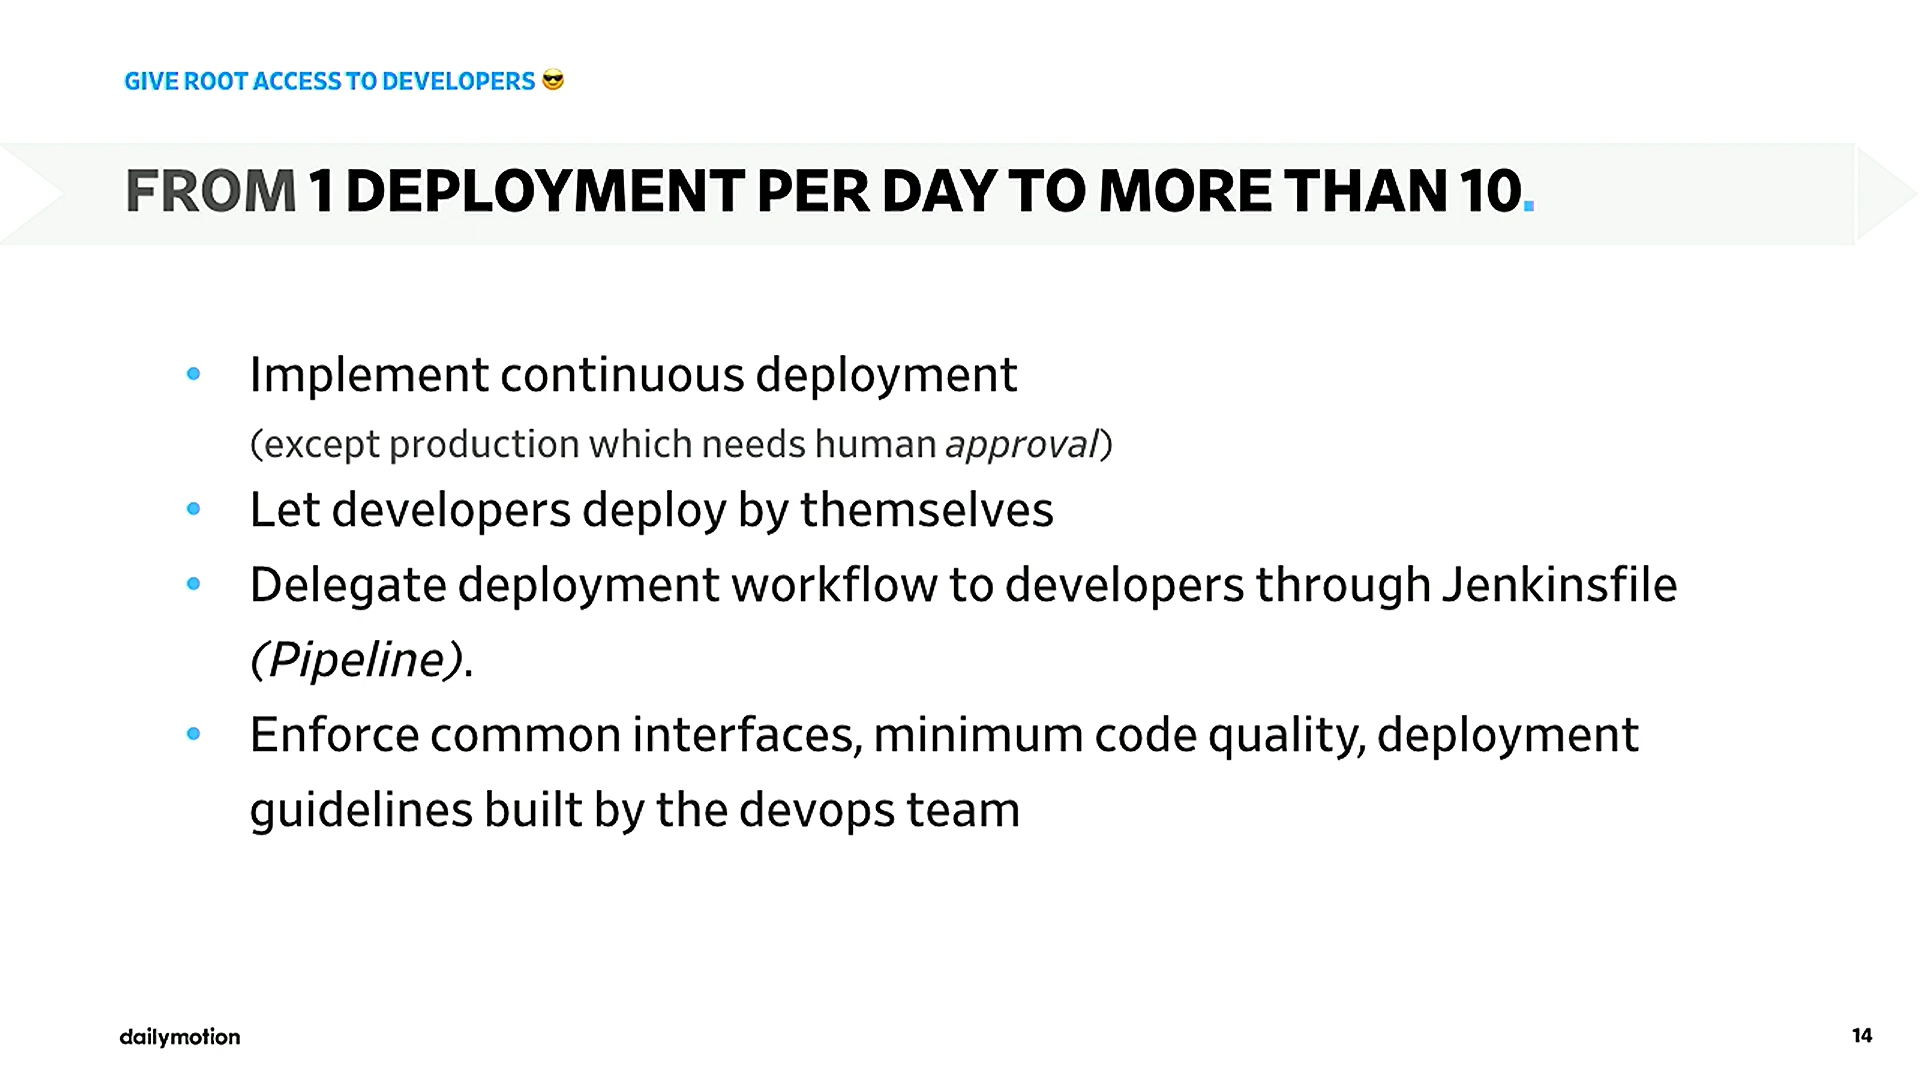 GIVE ROOT ACCESS TO DEVELOPERS 😎
FROM 1 DEPLOYMENT PER DAY TO MORE THAN 10.
• Implement continuous deployment
(except production which needs human approval)
• Let developers deploy by themselves
• Delegate deployment workflow to developers through Jenkinsfile
(Pipeline).
• Enforce common interfaces, minimum code quality, deployment
guidelines built by the devops team
dailymotion
14